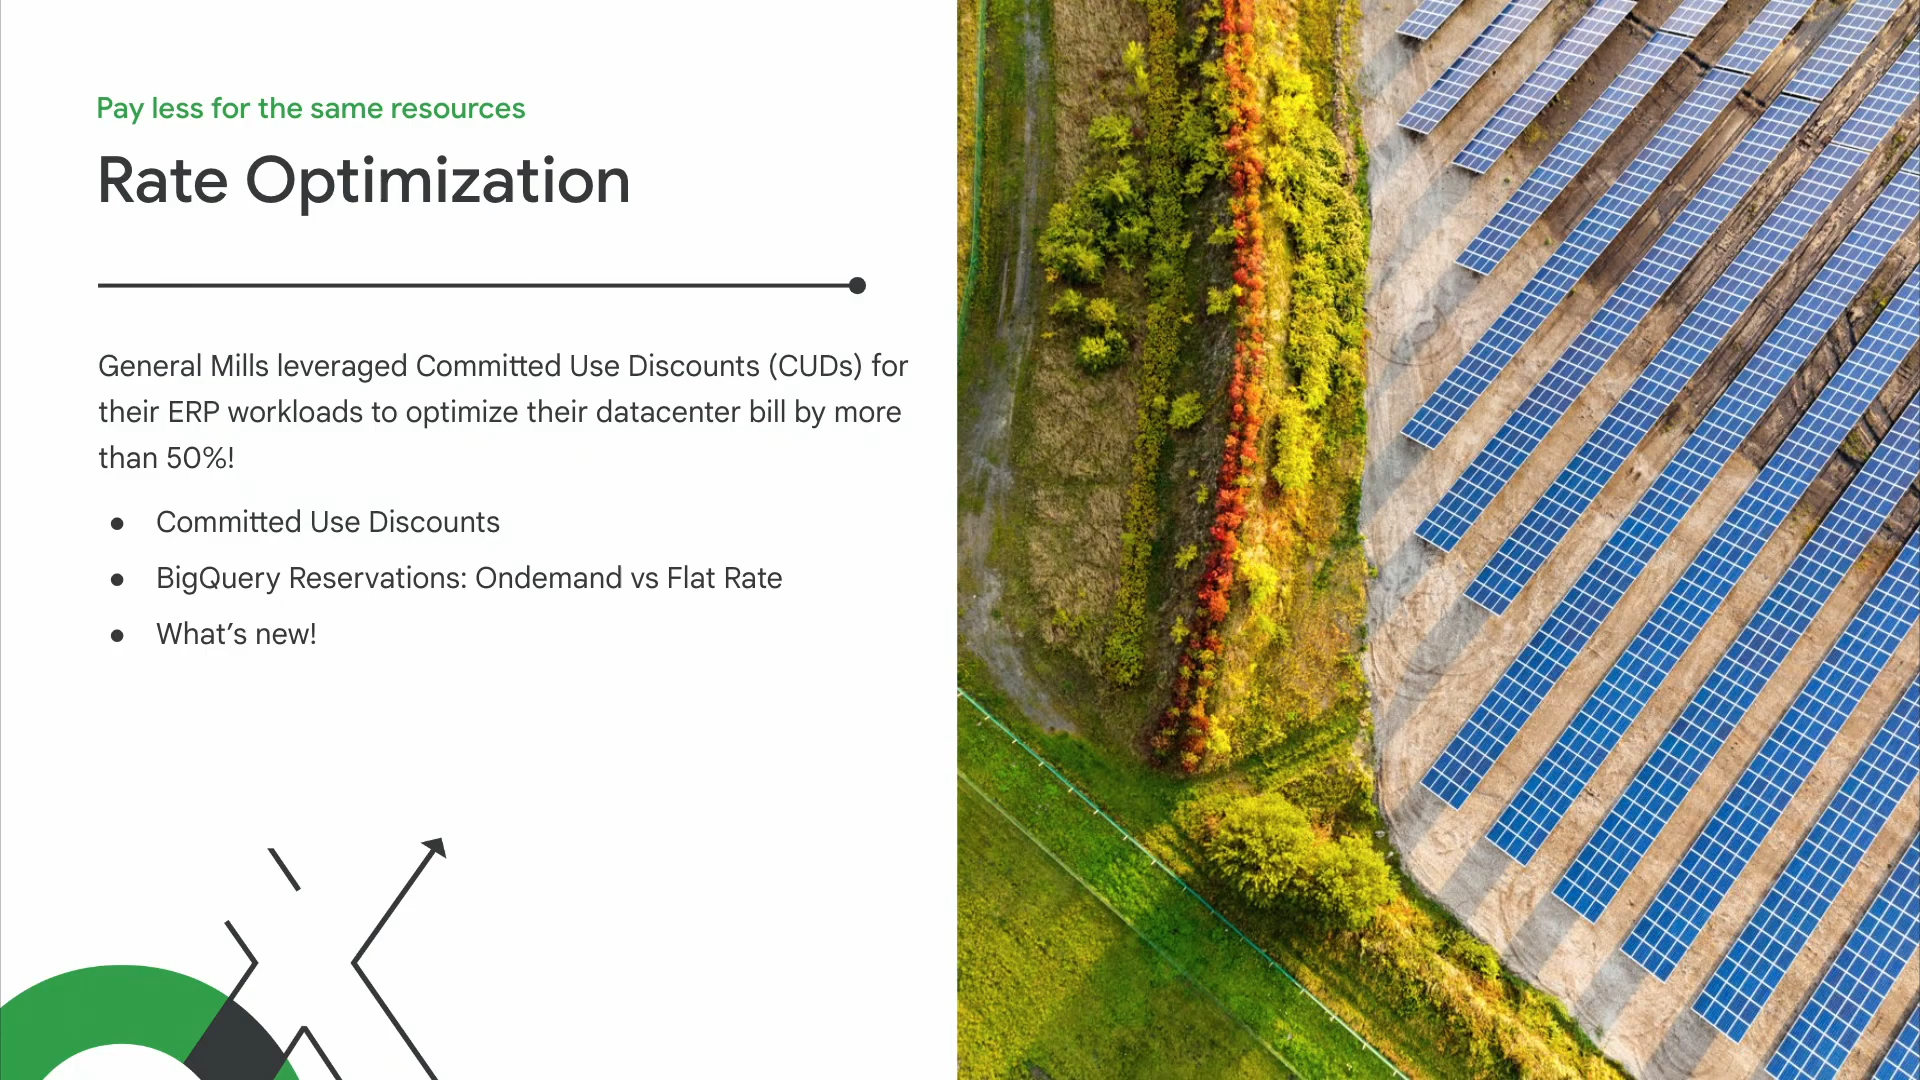 Pay less for the same resources
Rate Optimization
General Mills leveraged Committed Use Discounts (CUDs) for
their ERP workloads to optimize their datacenter bill by more
than 50%!
● Committed Use Discounts
● BigQuery Reservations: Ondemand vs Flat Rate
● What’s new!